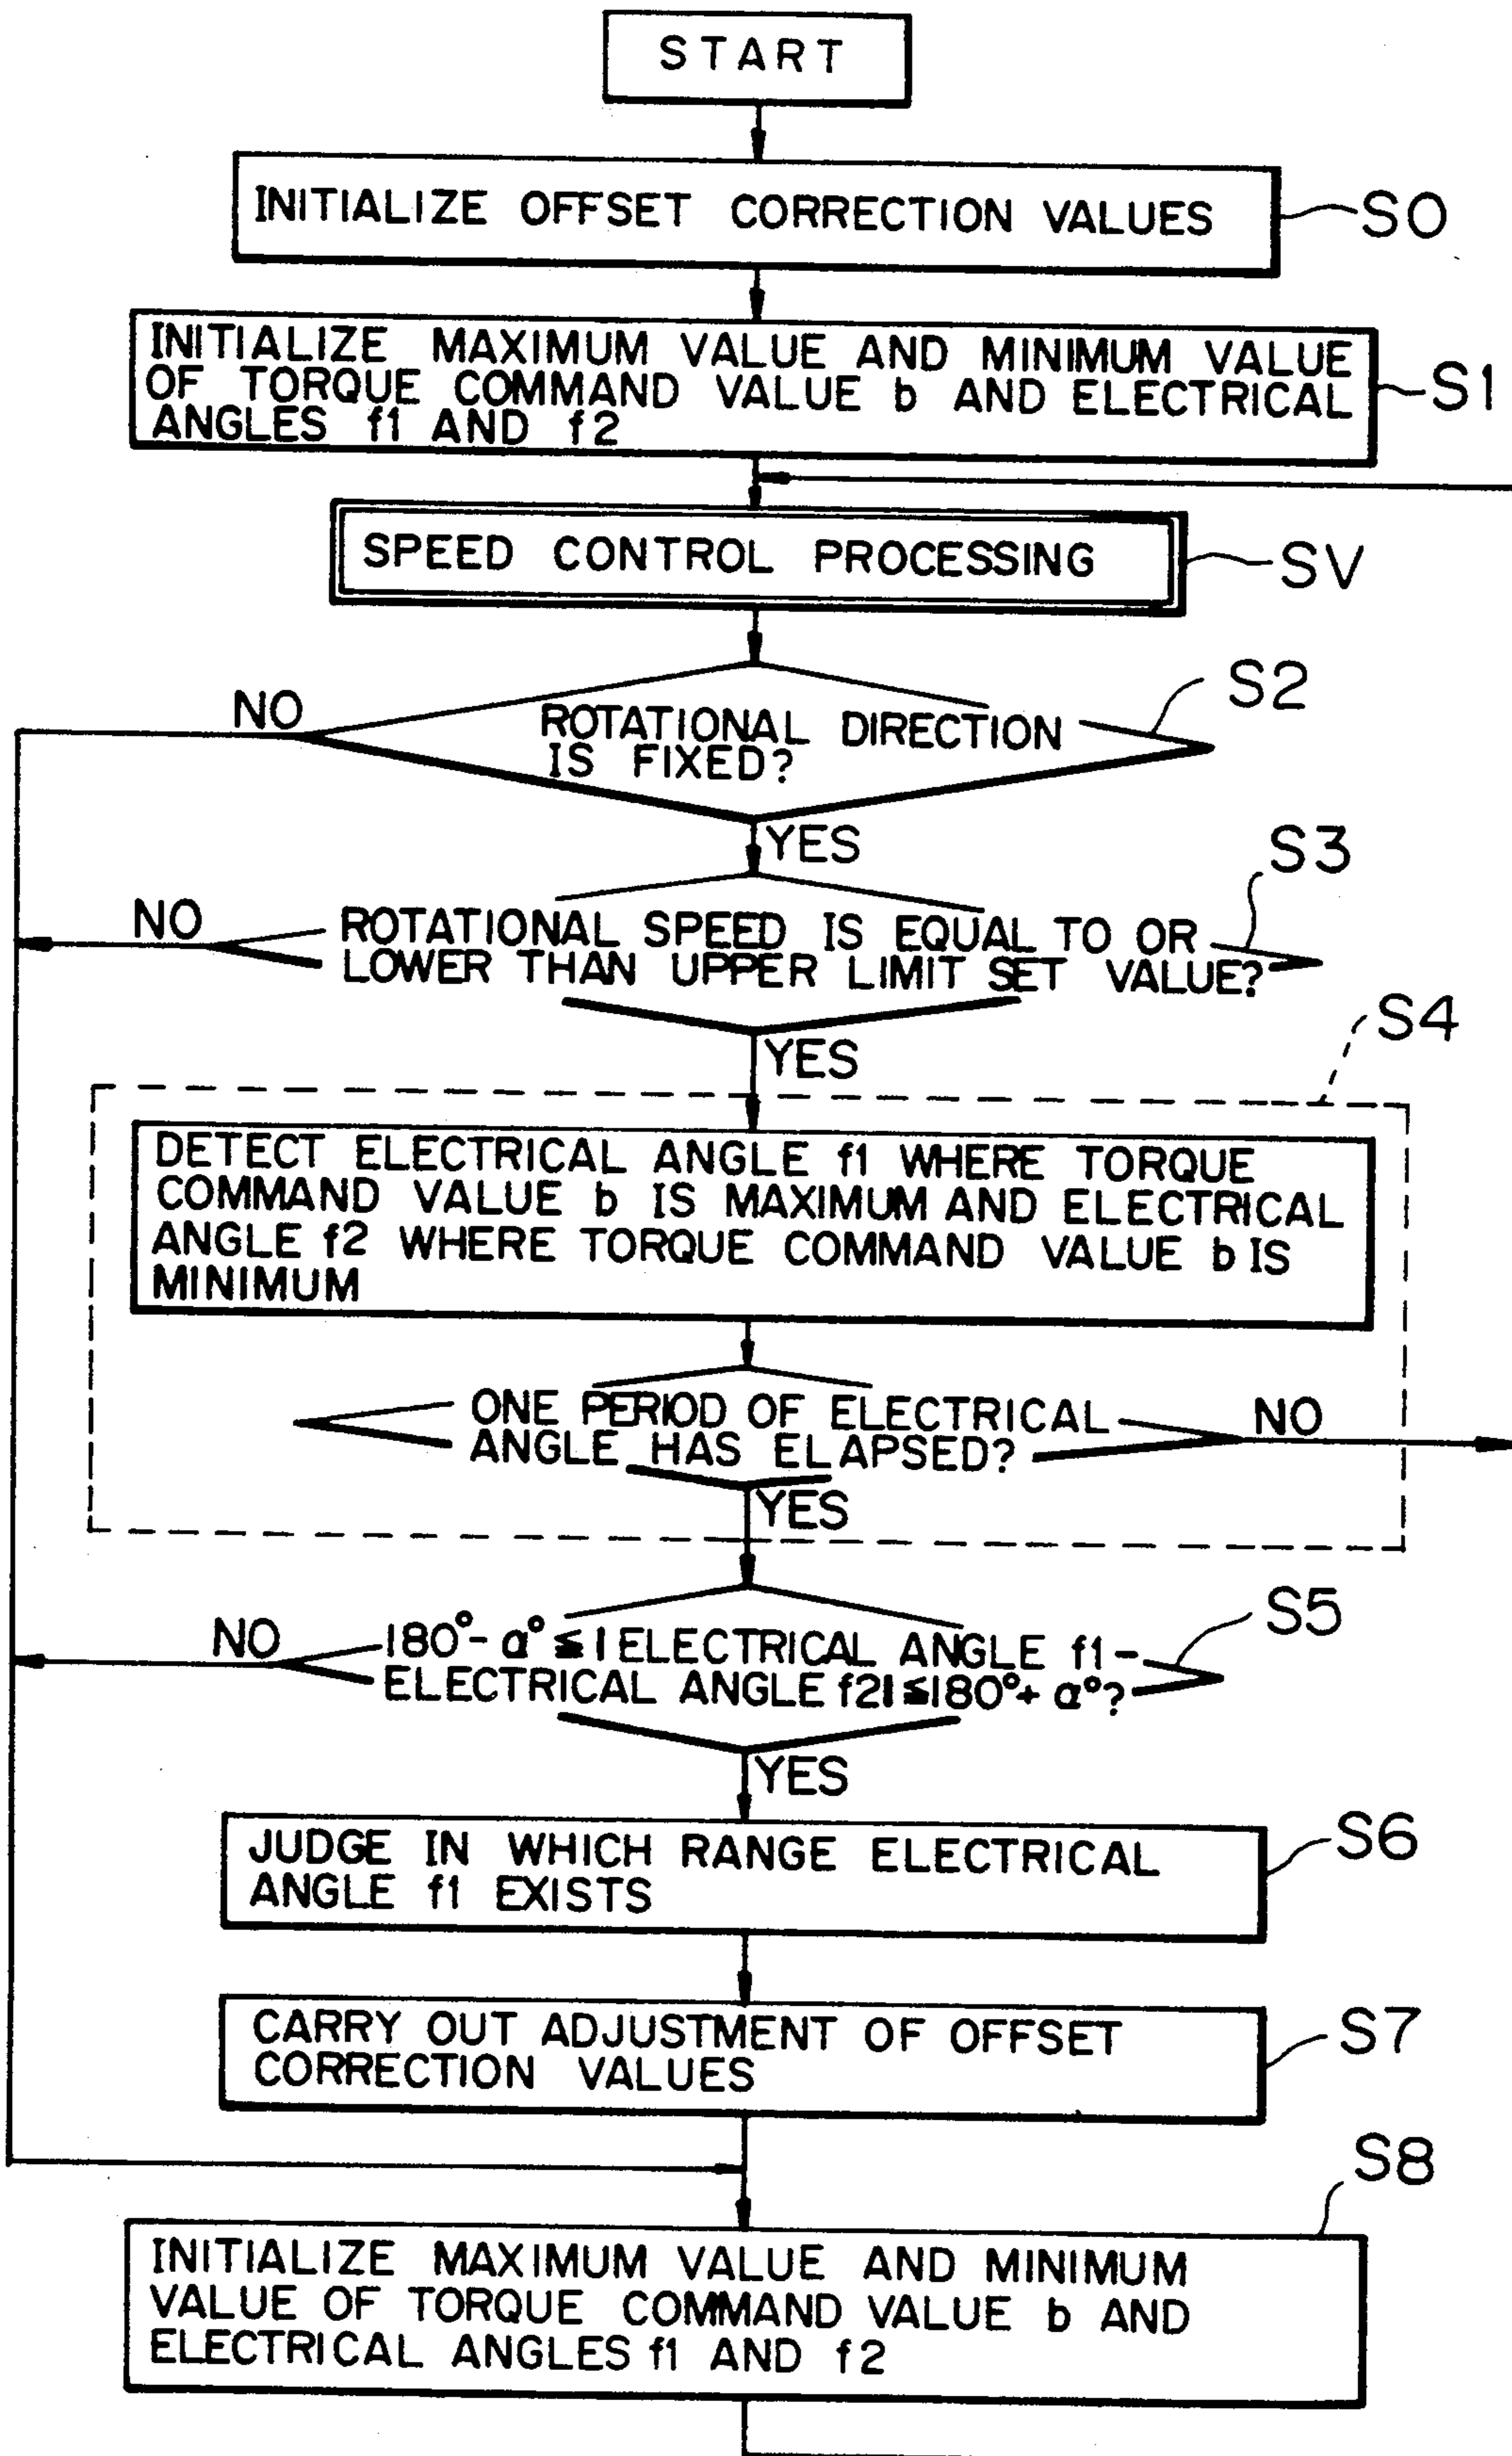 START
INITIALIZE OFFSET CORRECTION VALUES
S0
INITIALIZE MAXIMUM VALUE AND MINIMUM VALUE
OF TORQUE COMMAND VALUE b AND ELECTRICAL
ANGLES f1 AND f2
S1
SPEED CONTROL PROCESSING
SV
NO
ROTATIONAL DIRECTION
IS FIXED?
S2
YES
NO
ROTATIONAL SPEED IS EQUAL TO OR
LOWER THAN UPPER LIMIT SET VALUE?
S3
YES
S4
DETECT ELECTRICAL ANGLE f1 WHERE TORQUE
COMMAND VALUE b IS MAXIMUM AND ELECTRICAL
ANGLE f2 WHERE TORQUE COMMAND VALUE b IS
MINIMUM
ONE PERIOD OF ELECTRICAL
ANGLE HAS ELAPSED?
NO
YES
NO
180°- α° ≦ |ELECTRICAL ANGLE f1 -
ELECTRICAL ANGLE f2| ≦ 180°+ α°?
S5
YES
JUDGE IN WHICH RANGE ELECTRICAL
ANGLE f1 EXISTS
S6
CARRY OUT ADJUSTMENT OF OFFSET
CORRECTION VALUES
S7
S8
INITIALIZE MAXIMUM VALUE AND MINIMUM
VALUE OF TORQUE COMMAND VALUE b AND
ELECTRICAL ANGLES f1 AND f2